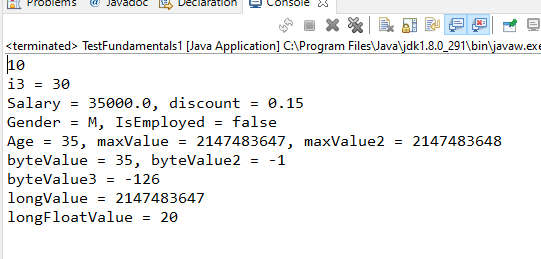 Problems @ Javadoc Declaration Console
<terminated> TestFundamentals1 [Java Application] C:\Program Files\Java\jdk1.8.0_291\bin\javaw.exe
10
i3 = 30
Salary = 35000.0, discount = 0.15
Gender = M, IsEmployed = false
Age = 35, maxValue = 2147483647, maxValue2 = 2147483648
byteValue = 35, byteValue2 = -1
byteValue3 = -126
longValue = 2147483647
longFloatValue = 20